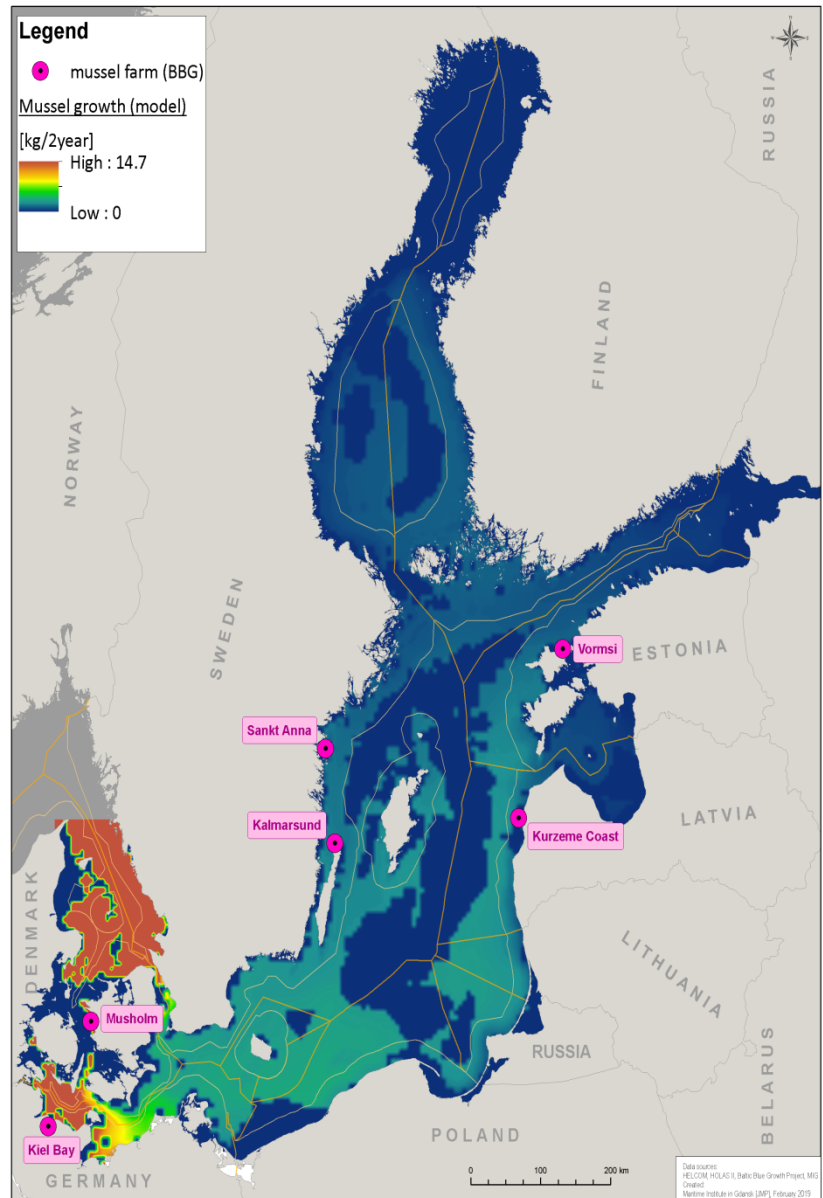 Legend
mussel farm (BBG)
Mussel growth (model)
[kg/2year]
High : 14.7
Low : 0
N
RUSSIA
FINLAND
NORWAY
SWEDEN
Vormsi
ESTONIA
Sankt Anna
Kalmarsund
Kurzeme Coast
LATVIA
DENMARK
LITHUANIA
Musholm
RUSSIA
BELARUS
Kiel Bay
POLAND
GERMANY
0 100 200 km
Data sources:
HELCOM, HOLAS II, Baltic Blue Growth Project, MIG
Created:
Maritime Institute in Gdansk [JMP], February 2019